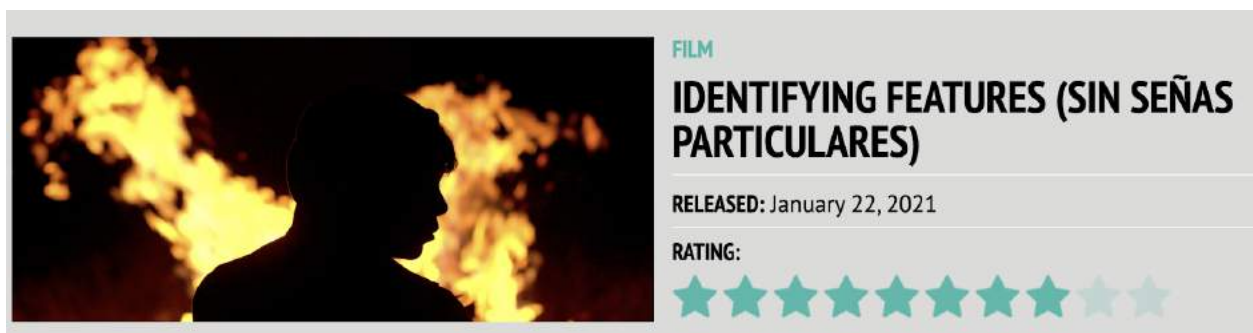 FILM
IDENTIFYING FEATURES (SIN SEÑAS
PARTICULARES)
RELEASED: January 22, 2021
RATING: